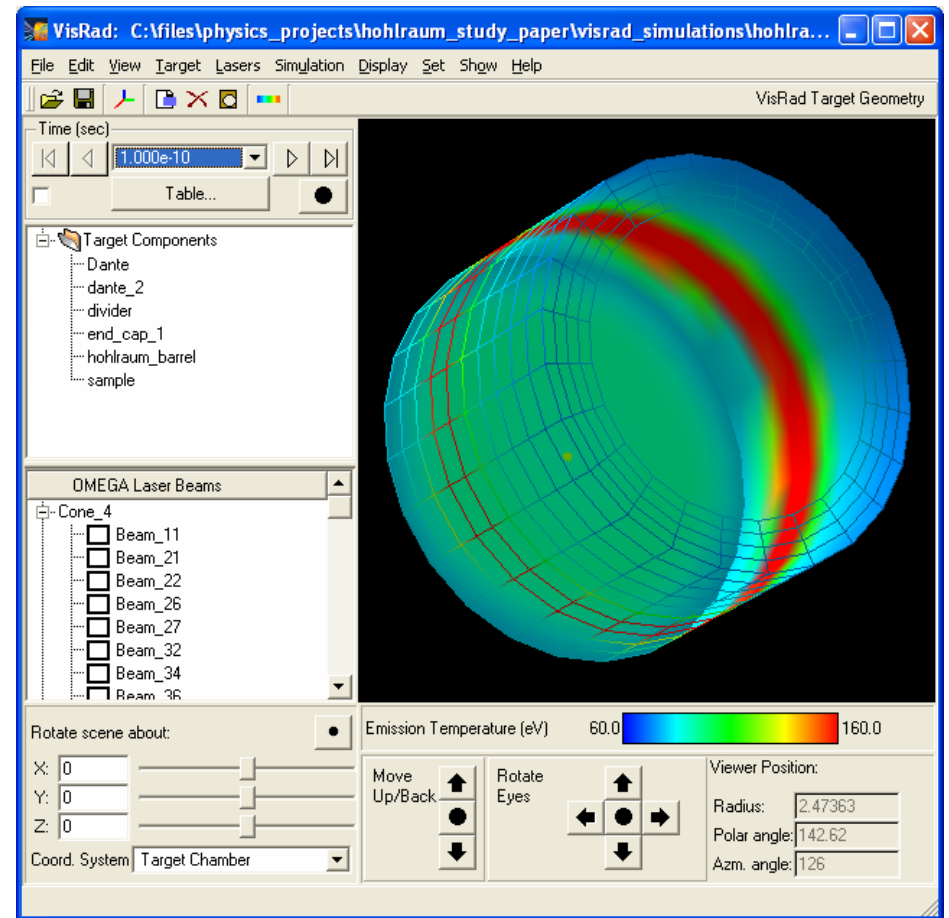 VisRad: C:\files\physics_projects\hohlraum_study_paper\visrad_simulations\hohlra...
File Edit View Target Lasers Simulation Display Set Show Help
VisRad Target Geometry
Time (sec)
1.000e-10
Table...
Target Components
Dante
dante_2
divider
end_cap_1
hohlraum_barrel
sample
OMEGA Laser Beams
Cone_4
Beam_11
Beam_21
Beam_22
Beam_26
Beam_27
Beam_32
Beam_34
Beam_36
Rotate scene about:
X: 0
Y: 0
Z: 0
Coord. System Target Chamber
Emission Temperature (eV) 60.0 160.0
Move Up/Back
Rotate Eyes
Viewer Position:
Radius: 2.47363
Polar angle: 142.62
Azm. angle: 126